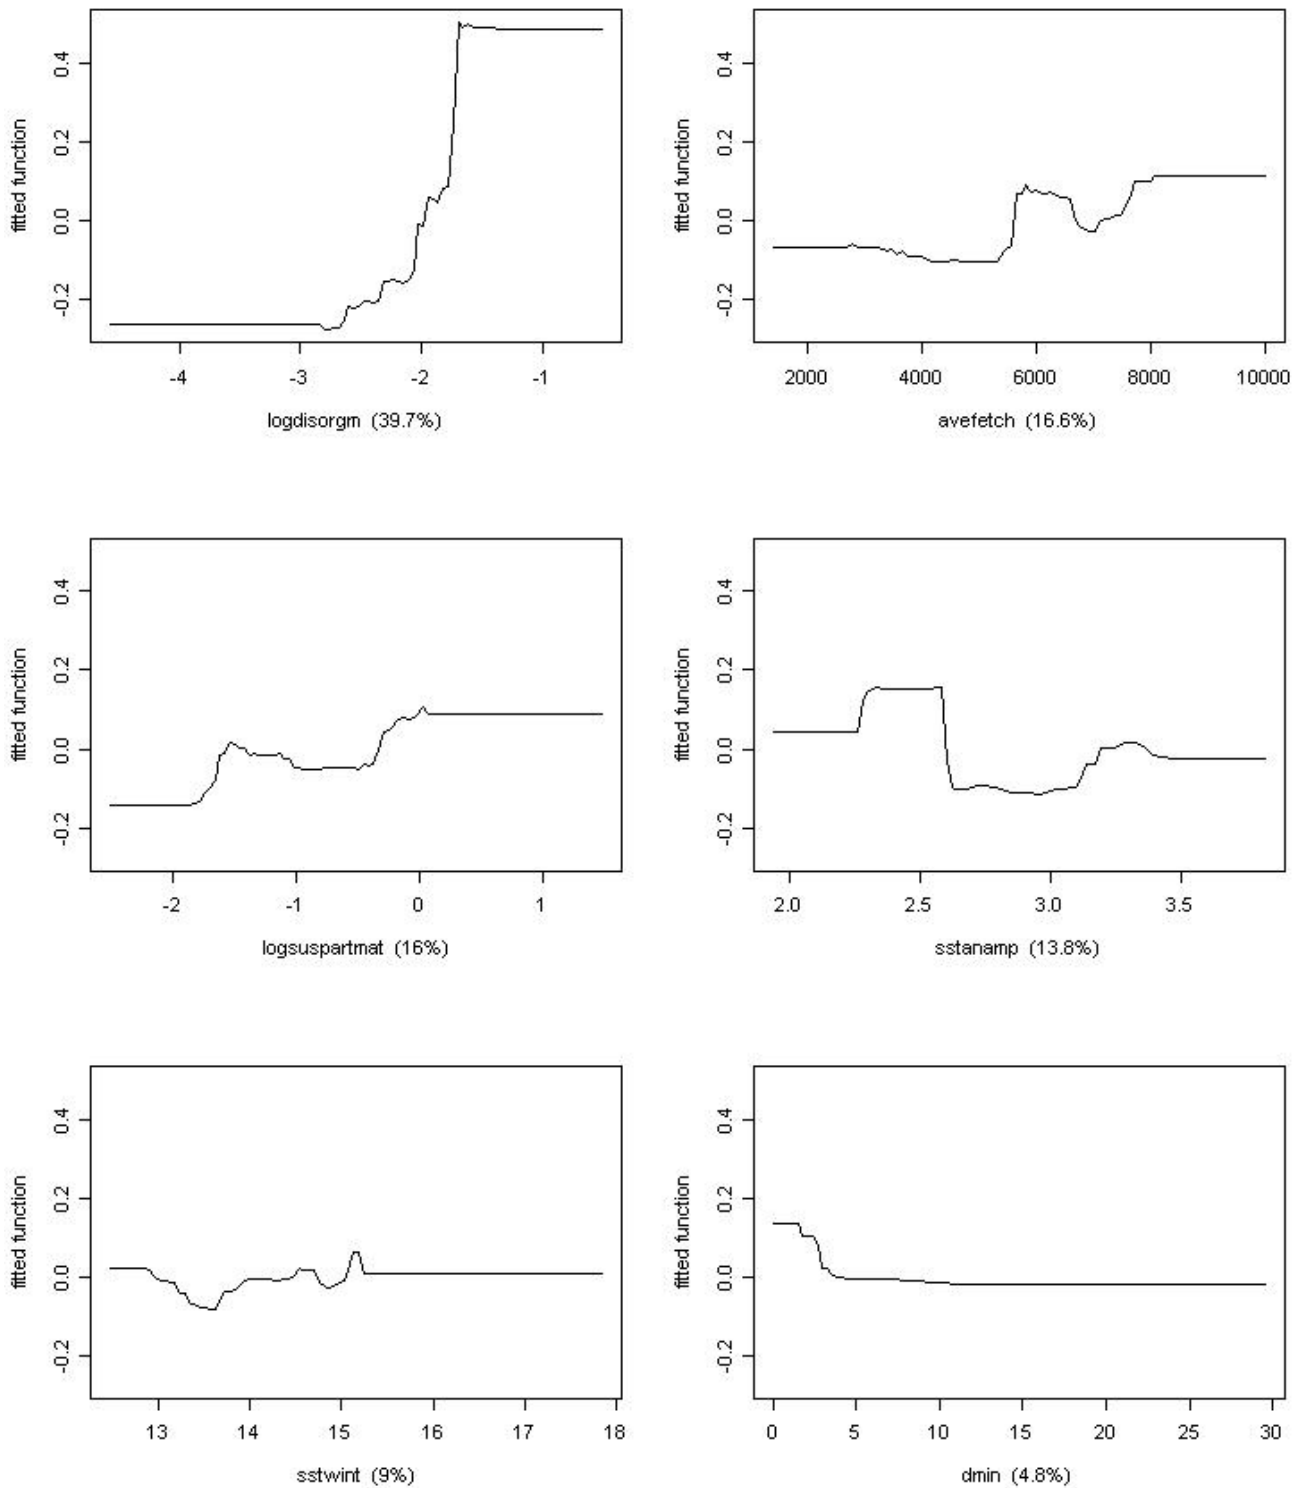 fitted function
0.4
0.2
0.0
-0.2
-4 -3 -2 -1
logdisorgm (39.7%)
fitted function
0.4
0.2
0.0
-0.2
2000 4000 6000 8000 10000
avefetch (16.6%)
fitted function
0.4
0.2
0.0
-0.2
-2 -1 0 1
logsuspartmat (16%)
fitted function
0.4
0.2
0.0
-0.2
2.0 2.5 3.0 3.5
sstanamp (13.8%)
fitted function
0.4
0.2
0.0
-0.2
13 14 15 16 17 18
sstwint (9%)
fitted function
0.4
0.2
0.0
-0.2
0 5 10 15 20 25 30
dmin (4.8%)